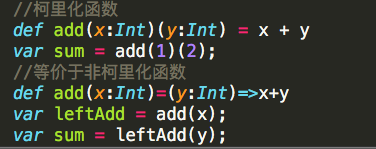 //柯里化函数
def add(x:Int)(y:Int) = x + y
var sum = add(1)(2);
//等价于非柯里化函数
def add(x:Int)=(y:Int)=>x+y
var leftAdd = add(x);
var sum = leftAdd(y);